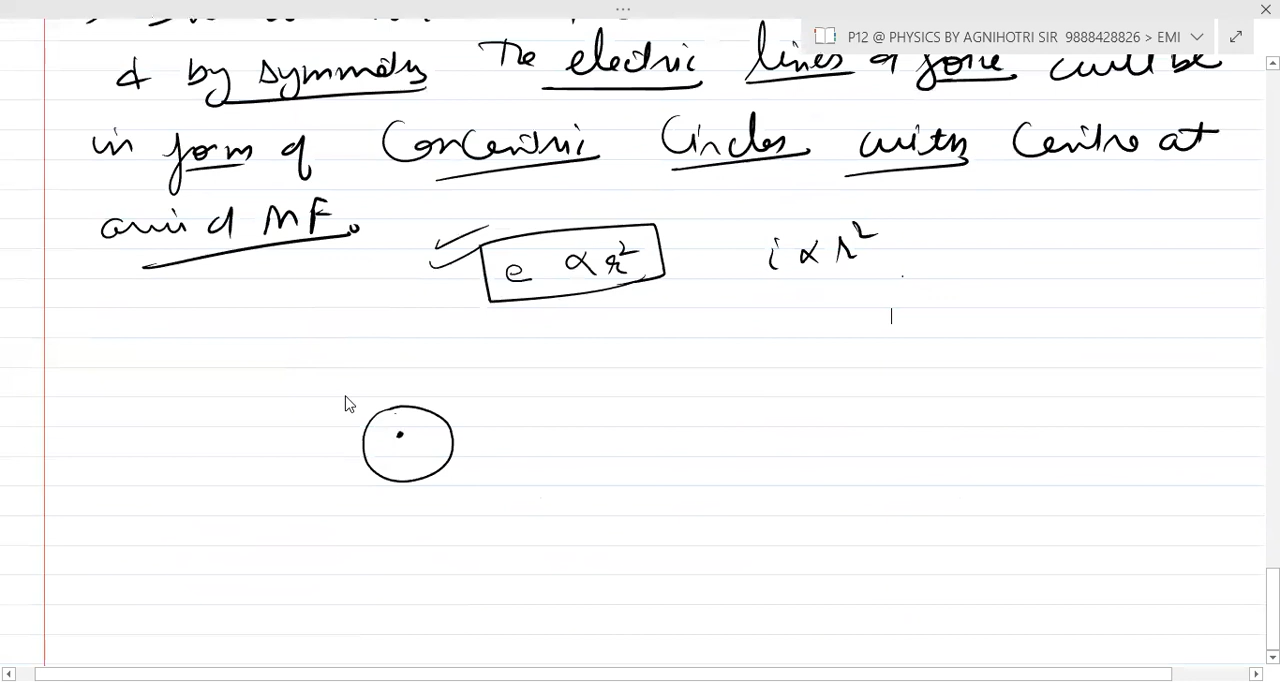 P12 @ PHYSICS BY AGNIHOTRI SIR 9888428826 > EMI
& by symmetry The electric lines of force will be
in form of Concentric Circles with Centre at
axis of MF.
e ∝ r² i ∝ r²